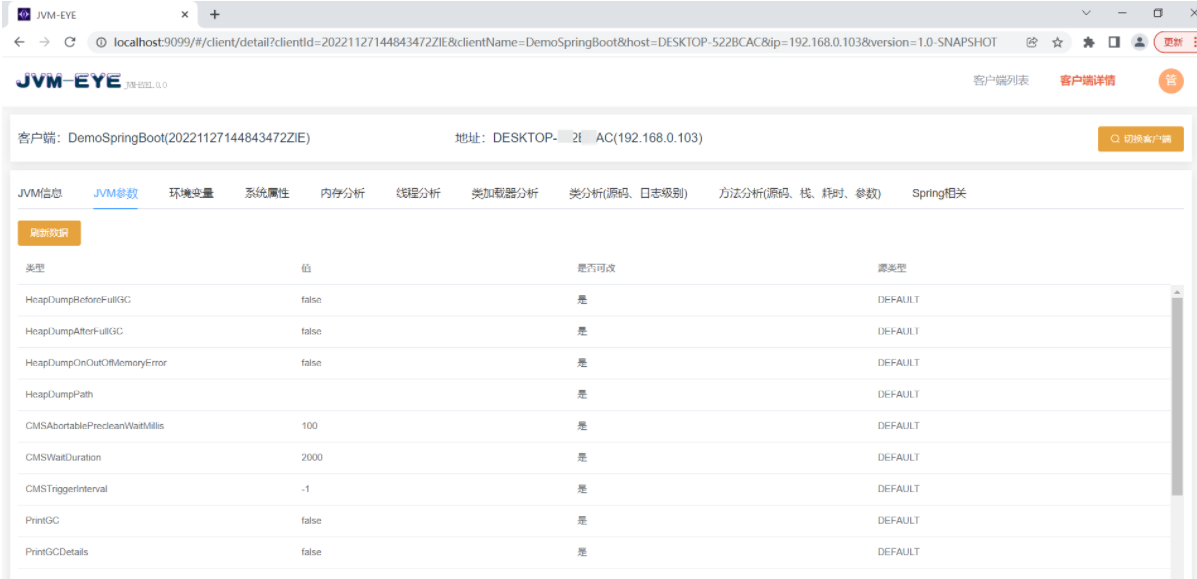 JVM-EYE
localhost:9099/#/client/detail?clientId=20221127144843472ZIE&clientName=DemoSpringBoot&host=DESKTOP-522BCAC&ip=192.168.0.103&version=1.0-SNAPSHOT 更新
JVM-EYE 客户端列表 客户端详情 管
客户端：DemoSpringBoot(20221127144843472ZIE) 地址：DESKTOP- 2E AC(192.168.0.103) 切换客户端
JVM信息 JVM参数 环境变量 系统属性 内存分析 线程分析 类加载器分析 类分析(源码、日志级别) 方法分析(源码、栈、耗时、参数) Spring相关
刷新数据
类型 值 是否可改 源类型
HeapDumpBeforeFullGC false 是 DEFAULT
HeapDumpAfterFullGC false 是 DEFAULT
HeapDumpOnOutOfMemoryError false 是 DEFAULT
HeapDumpPath 是 DEFAULT
CMSAbortablePrecleanWaitMillis 100 是 DEFAULT
CMSWaitDuration 2000 是 DEFAULT
CMSTriggerInterval -1 是 DEFAULT
PrintGC false 是 DEFAULT
PrintGCDetails false 是 DEFAULT